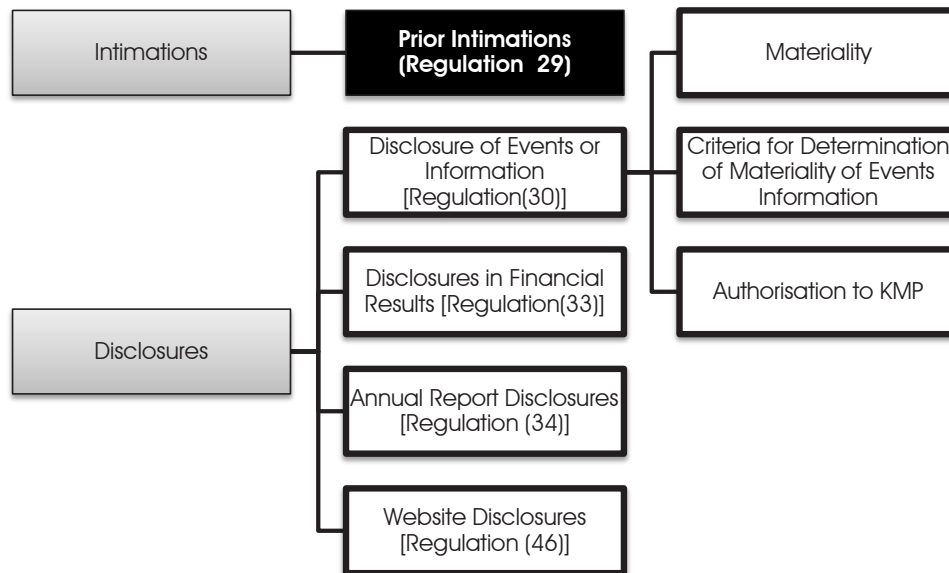 Intimations
Prior Intimations
(Regulation 29)
Materiality
Disclosure of Events or
Information
[Regulation(30)]
Criteria for Determination
of Materiality of Events
Information
Disclosures in Financial
Results [Regulation(33)]
Authorisation to KMP
Disclosures
Annual Report Disclosures
[Regulation (34)]
Website Disclosures
[Regulation (46)]